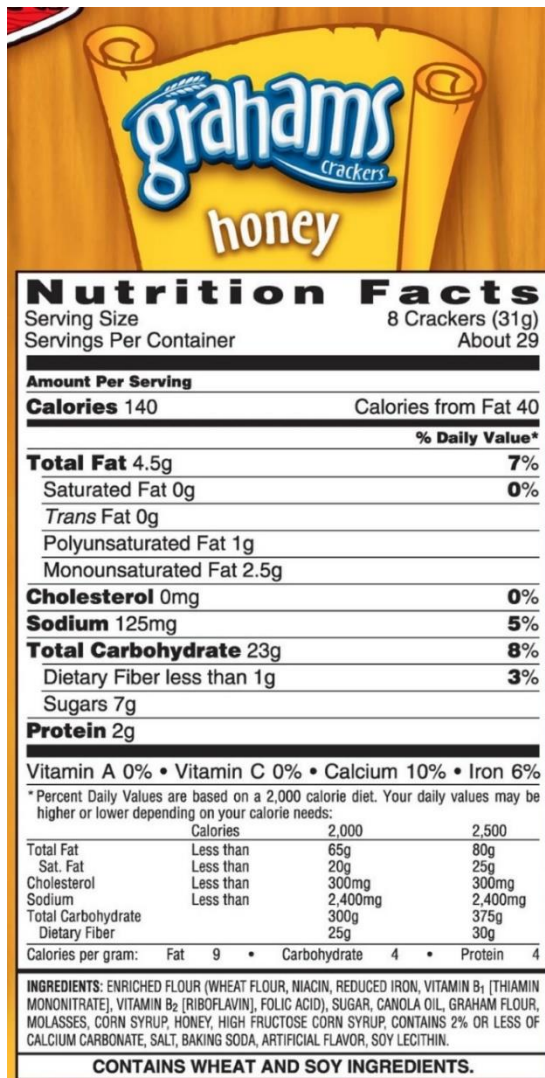 grahams
crackers
honey
Nutrition Facts
Serving Size 8 Crackers (31g)
Servings Per Container About 29
Amount Per Serving
Calories 140 Calories from Fat 40
% Daily Value*
Total Fat 4.5g 7%
Saturated Fat 0g 0%
Trans Fat 0g
Polyunsaturated Fat 1g
Monounsaturated Fat 2.5g
Cholesterol 0mg 0%
Sodium 125mg 5%
Total Carbohydrate 23g 8%
Dietary Fiber less than 1g 3%
Sugars 7g
Protein 2g
Vitamin A 0% • Vitamin C 0% • Calcium 10% • Iron 6%
*Percent Daily Values are based on a 2,000 calorie diet. Your daily values may be
higher or lower depending on your calorie needs:
Calories 2,000 2,500
Total Fat Less than 65g 80g
Sat. Fat Less than 20g 25g
Cholesterol Less than 300mg 300mg
Sodium Less than 2,400mg 2,400mg
Total Carbohydrate 300g 375g
Dietary Fiber 25g 30g
Calories per gram: Fat 9 • Carbohydrate 4 • Protein 4
INGREDIENTS: ENRICHED FLOUR (WHEAT FLOUR, NIACIN, REDUCED IRON, VITAMIN B1 [THIAMIN
MONONITRATE], VITAMIN B2 [RIBOFLAVIN], FOLIC ACID), SUGAR, CANOLA OIL, GRAHAM FLOUR,
MOLASSES, CORN SYRUP, HONEY, HIGH FRUCTOSE CORN SYRUP, CONTAINS 2% OR LESS OF
CALCIUM CARBONATE, SALT, BAKING SODA, ARTIFICIAL FLAVOR, SOY LECITHIN.
CONTAINS WHEAT AND SOY INGREDIENTS.